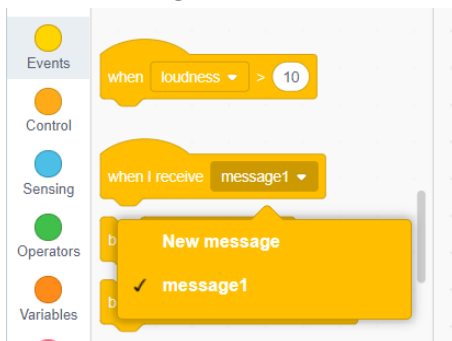 Events
when loudness > 10
Control
when I receive message1
Sensing
b
New message
Operators
✓ message1
b
Variables